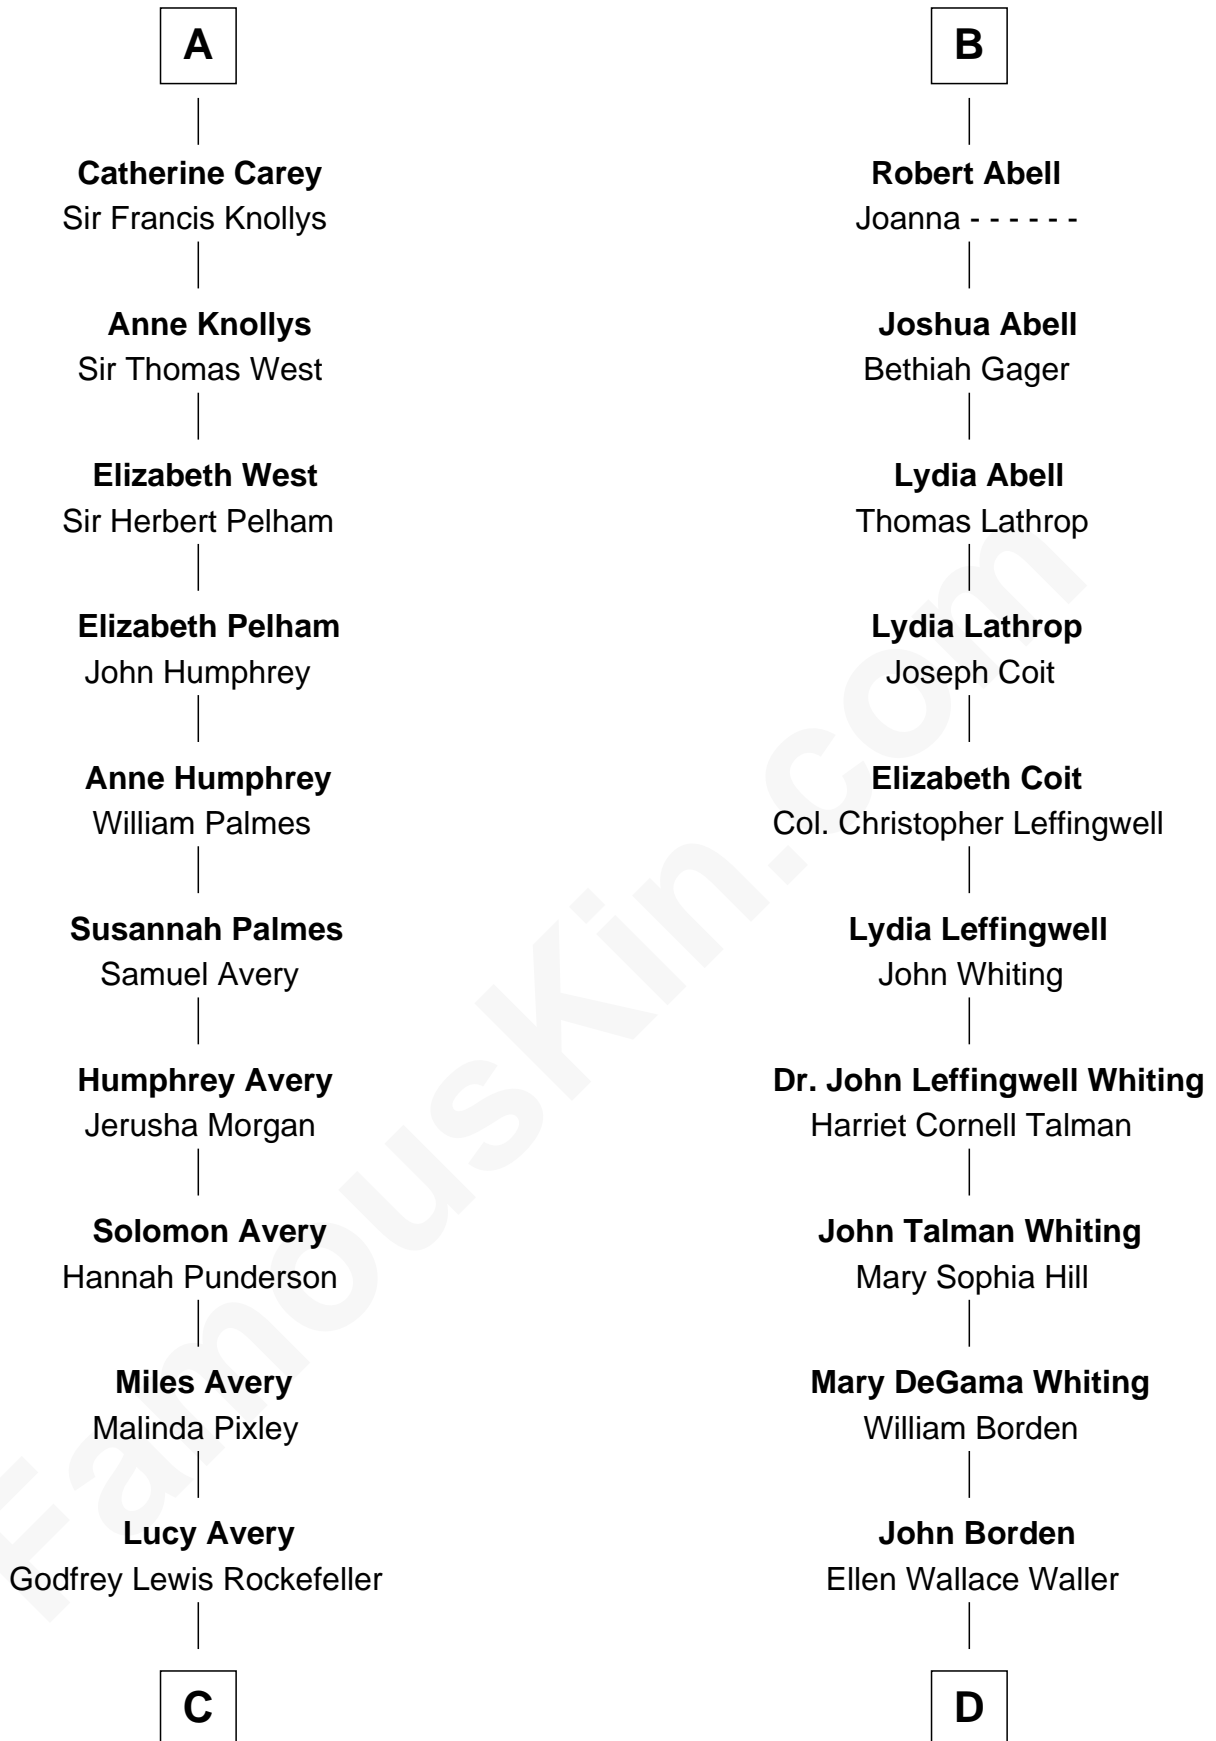 A
Catherine Carey
Sir Francis Knollys
Anne Knollys
Sir Thomas West
Elizabeth West
Sir Herbert Pelham
Elizabeth Pelham
John Humphrey
Anne Humphrey
William Palmes
Susannah Palmes
Samuel Avery
Humphrey Avery
Jerusha Morgan
Solomon Avery
Hannah Punderson
Miles Avery
Malinda Pixley
Lucy Avery
Godfrey Lewis Rockefeller
C
B
Robert Abell
Joanna - - - - - -
Joshua Abell
Bethiah Gager
Lydia Abell
Thomas Lathrop
Lydia Lathrop
Joseph Coit
Elizabeth Coit
Col. Christopher Leffingwell
Lydia Leffingwell
John Whiting
Dr. John Leffingwell Whiting
Harriet Cornell Talman
John Talman Whiting
Mary Sophia Hill
Mary DeGama Whiting
William Borden
John Borden
Ellen Wallace Waller
D
FamousKin.com